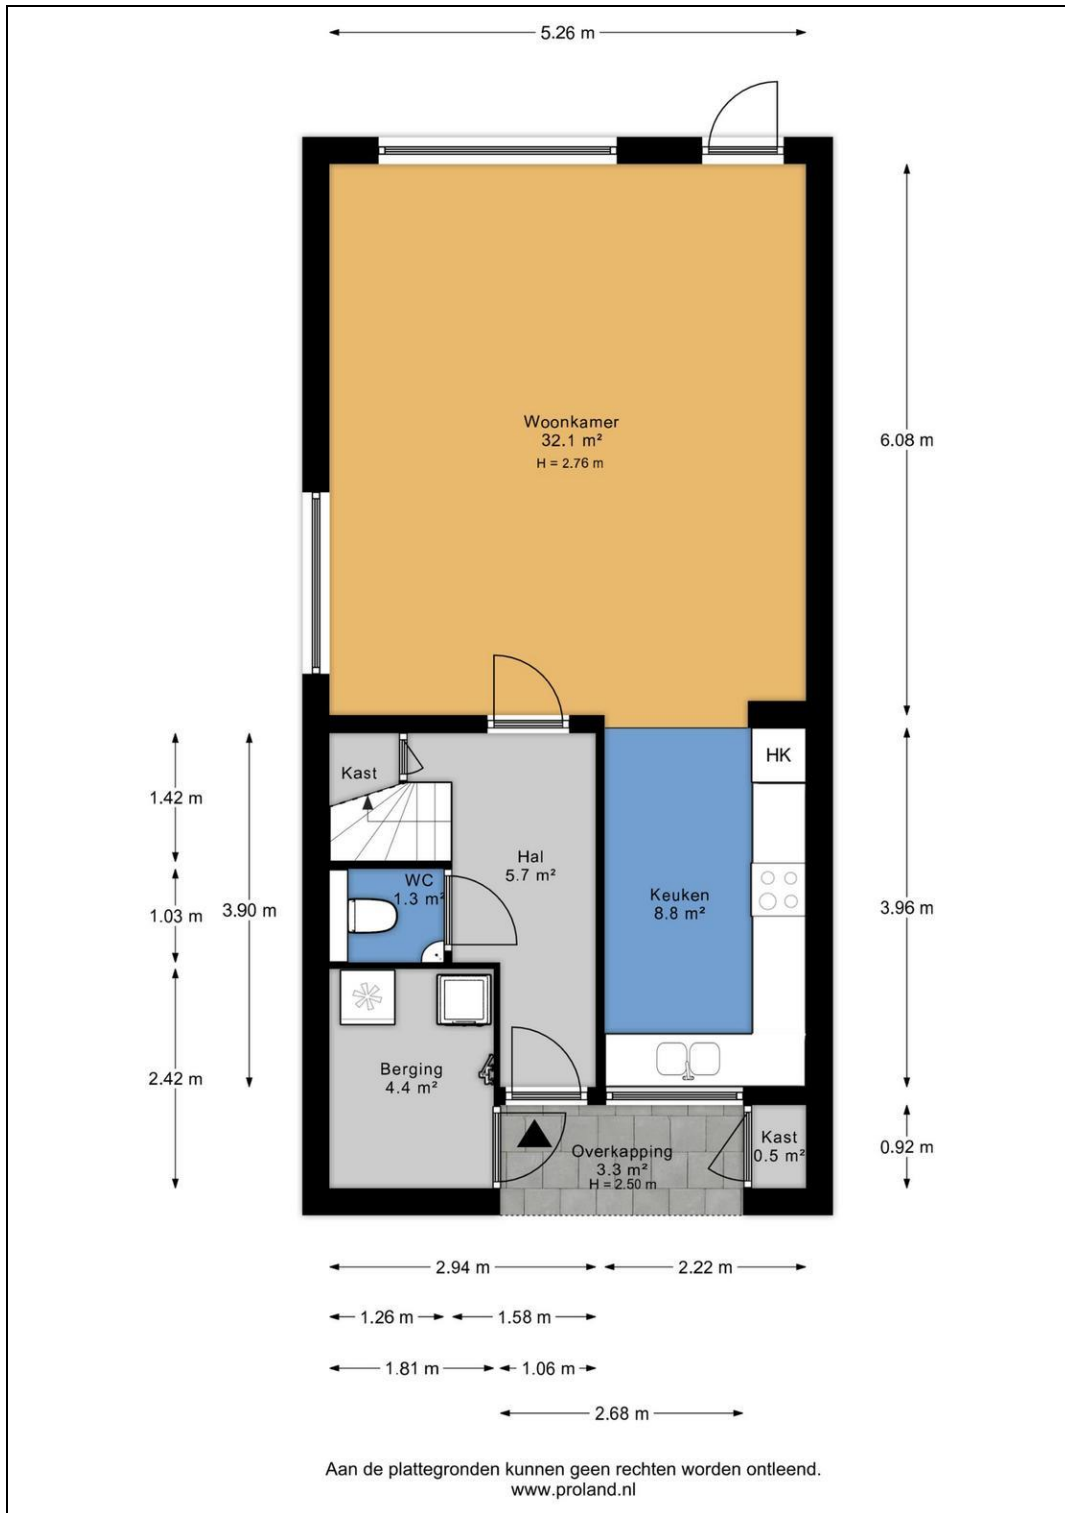 5.26 m
Woonkamer
32.1 m²
H = 2.76 m
6.08 m
HK
Kast
1.42 m
Hal
5.7 m²
WC
1.3 m²
Keuken
8.8 m²
1.03 m
3.90 m
3.96 m
Berging
4.4 m²
2.42 m
Overkapping
3.3 m²
H = 2.50 m
Kast
0.5 m²
0.92 m
2.94 m
2.22 m
1.26 m
1.58 m
1.81 m
1.06 m
2.68 m
Aan de plattegronden kunnen geen rechten worden ontleend.
www.proland.nl